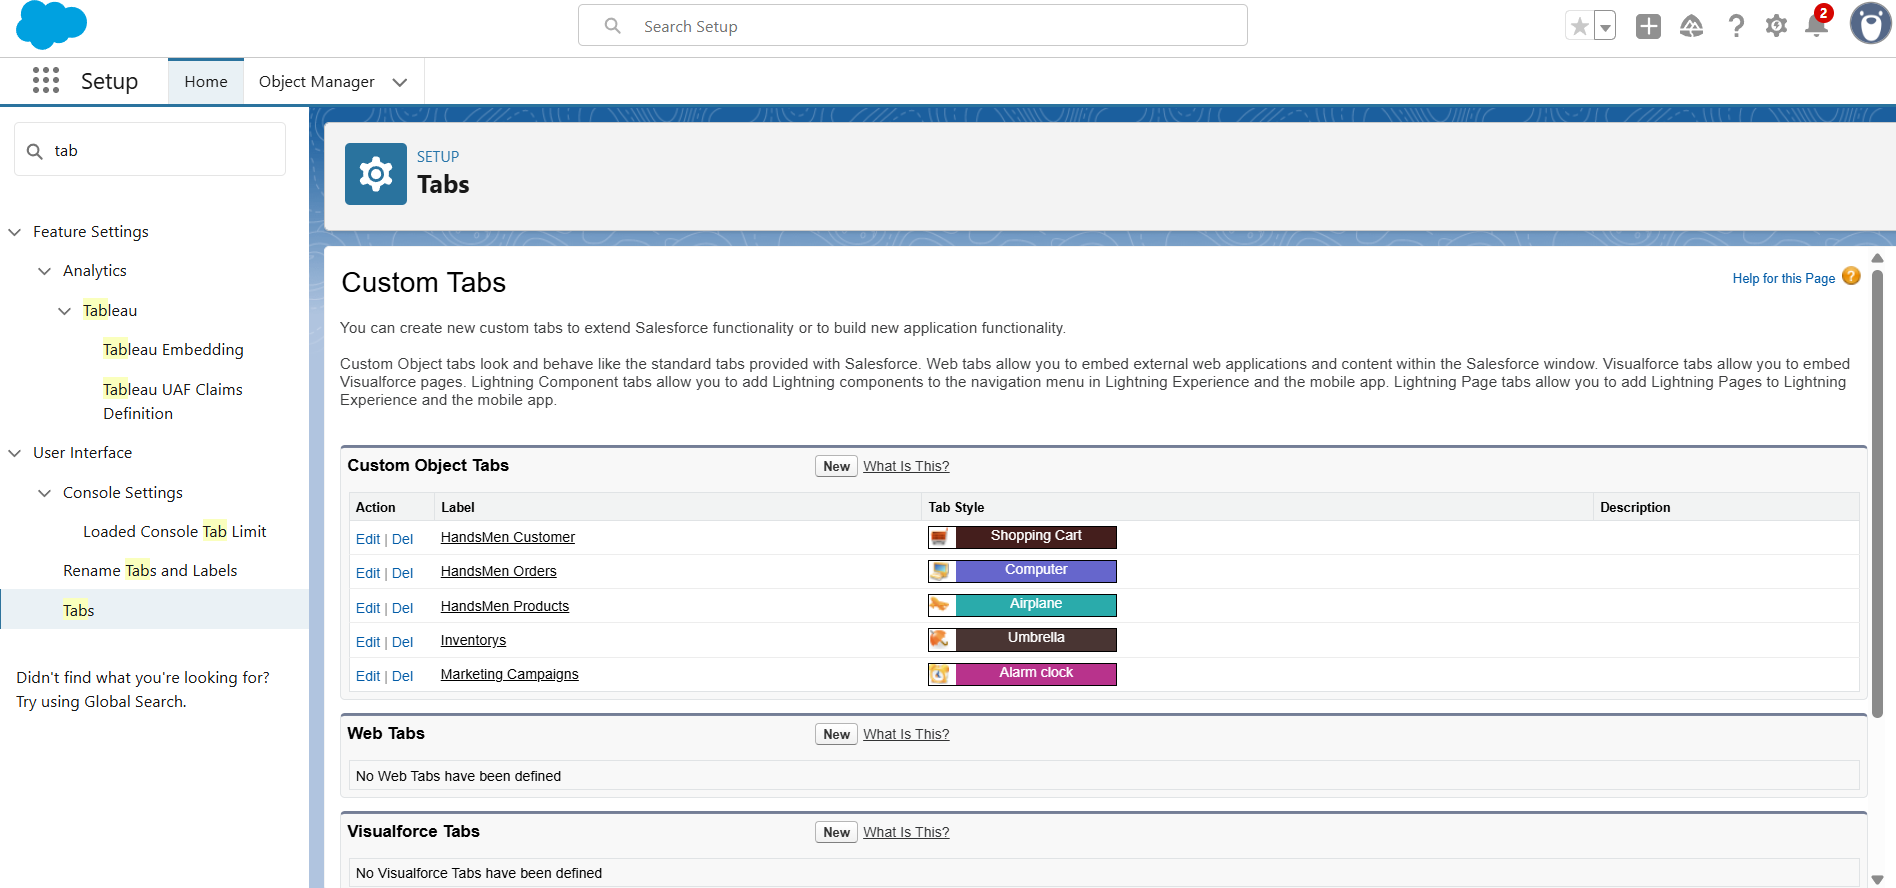 Search Setup
2
Setup
Home
Object Manager
tab
Feature Settings
Analytics
Tableau
Tableau Embedding
Tableau UAF Claims
Definition
User Interface
Console Settings
Loaded Console Tab Limit
Rename Tabs and Labels
Tabs
Didn't find what you're looking for?
Try using Global Search.
SETUP
Tabs
Custom Tabs
Help for this Page ?
You can create new custom tabs to extend Salesforce functionality or to build new application functionality.
Custom Object tabs look and behave like the standard tabs provided with Salesforce. Web tabs allow you to embed external web applications and content within the Salesforce window. Visualforce tabs allow you to embed
Visualforce pages. Lightning Component tabs allow you to add Lightning components to the navigation menu in Lightning Experience and the mobile app. Lightning Page tabs allow you to add Lightning Pages to Lightning
Experience and the mobile app.
Custom Object Tabs New What Is This?
Action Label Tab Style Description
Edit | Del HandsMen Customer Shopping Cart
Edit | Del HandsMen Orders Computer
Edit | Del HandsMen Products Airplane
Edit | Del Inventorys Umbrella
Edit | Del Marketing Campaigns Alarm clock
Web Tabs New What Is This?
No Web Tabs have been defined
Visualforce Tabs New What Is This?
No Visualforce Tabs have been defined